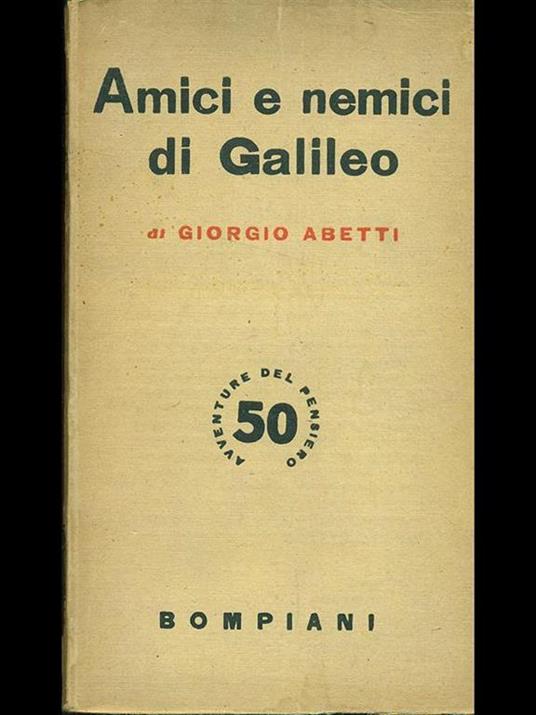 Amici e nemici
di Galileo
di GIORGIO ABETTI
AVVENTURE DEL PENSIERO
50
BOMPIANI